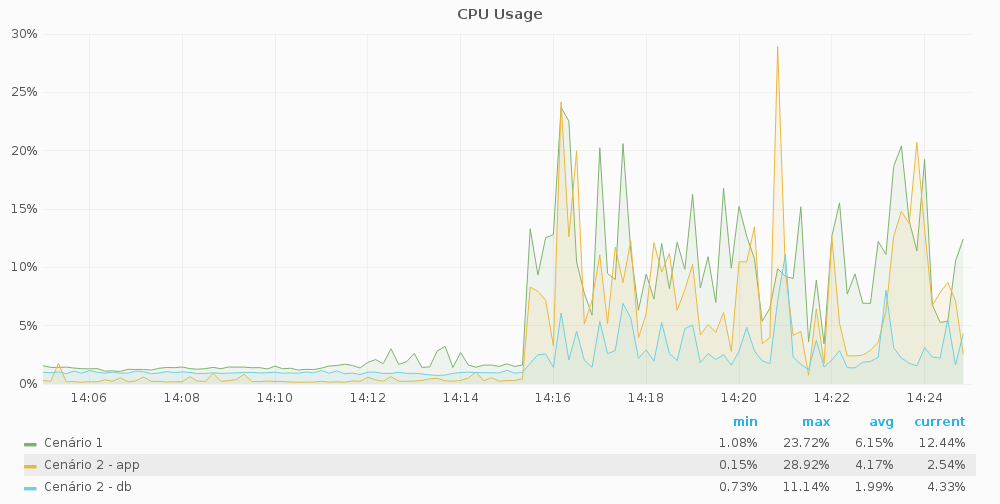 CPU Usage
30%
25%
20%
15%
10%
5%
0%
14:06 14:08 14:10 14:12 14:14 14:16 14:18 14:20 14:22 14:24
min max avg current
Cenário 1 1.08% 23.72% 6.15% 12.44%
Cenário 2 - app 0.15% 28.92% 4.17% 2.54%
Cenário 2 - db 0.73% 11.14% 1.99% 4.33%